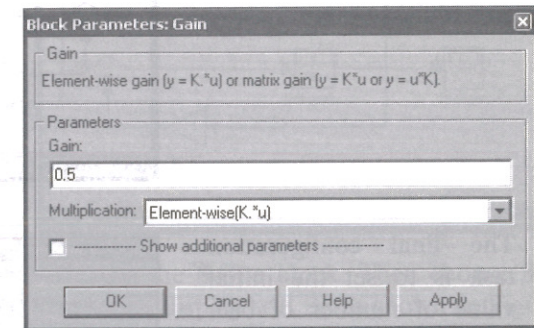 Block Parameters: Gain
Gain
Element-wise gain (y = K.*u) or matrix gain (y = K*u or y = u*K).
Parameters
Gain:
0.5
Multiplication: Element-wise(K.*u)
-------------- Show additional parameters --------------
OK Cancel Help Apply